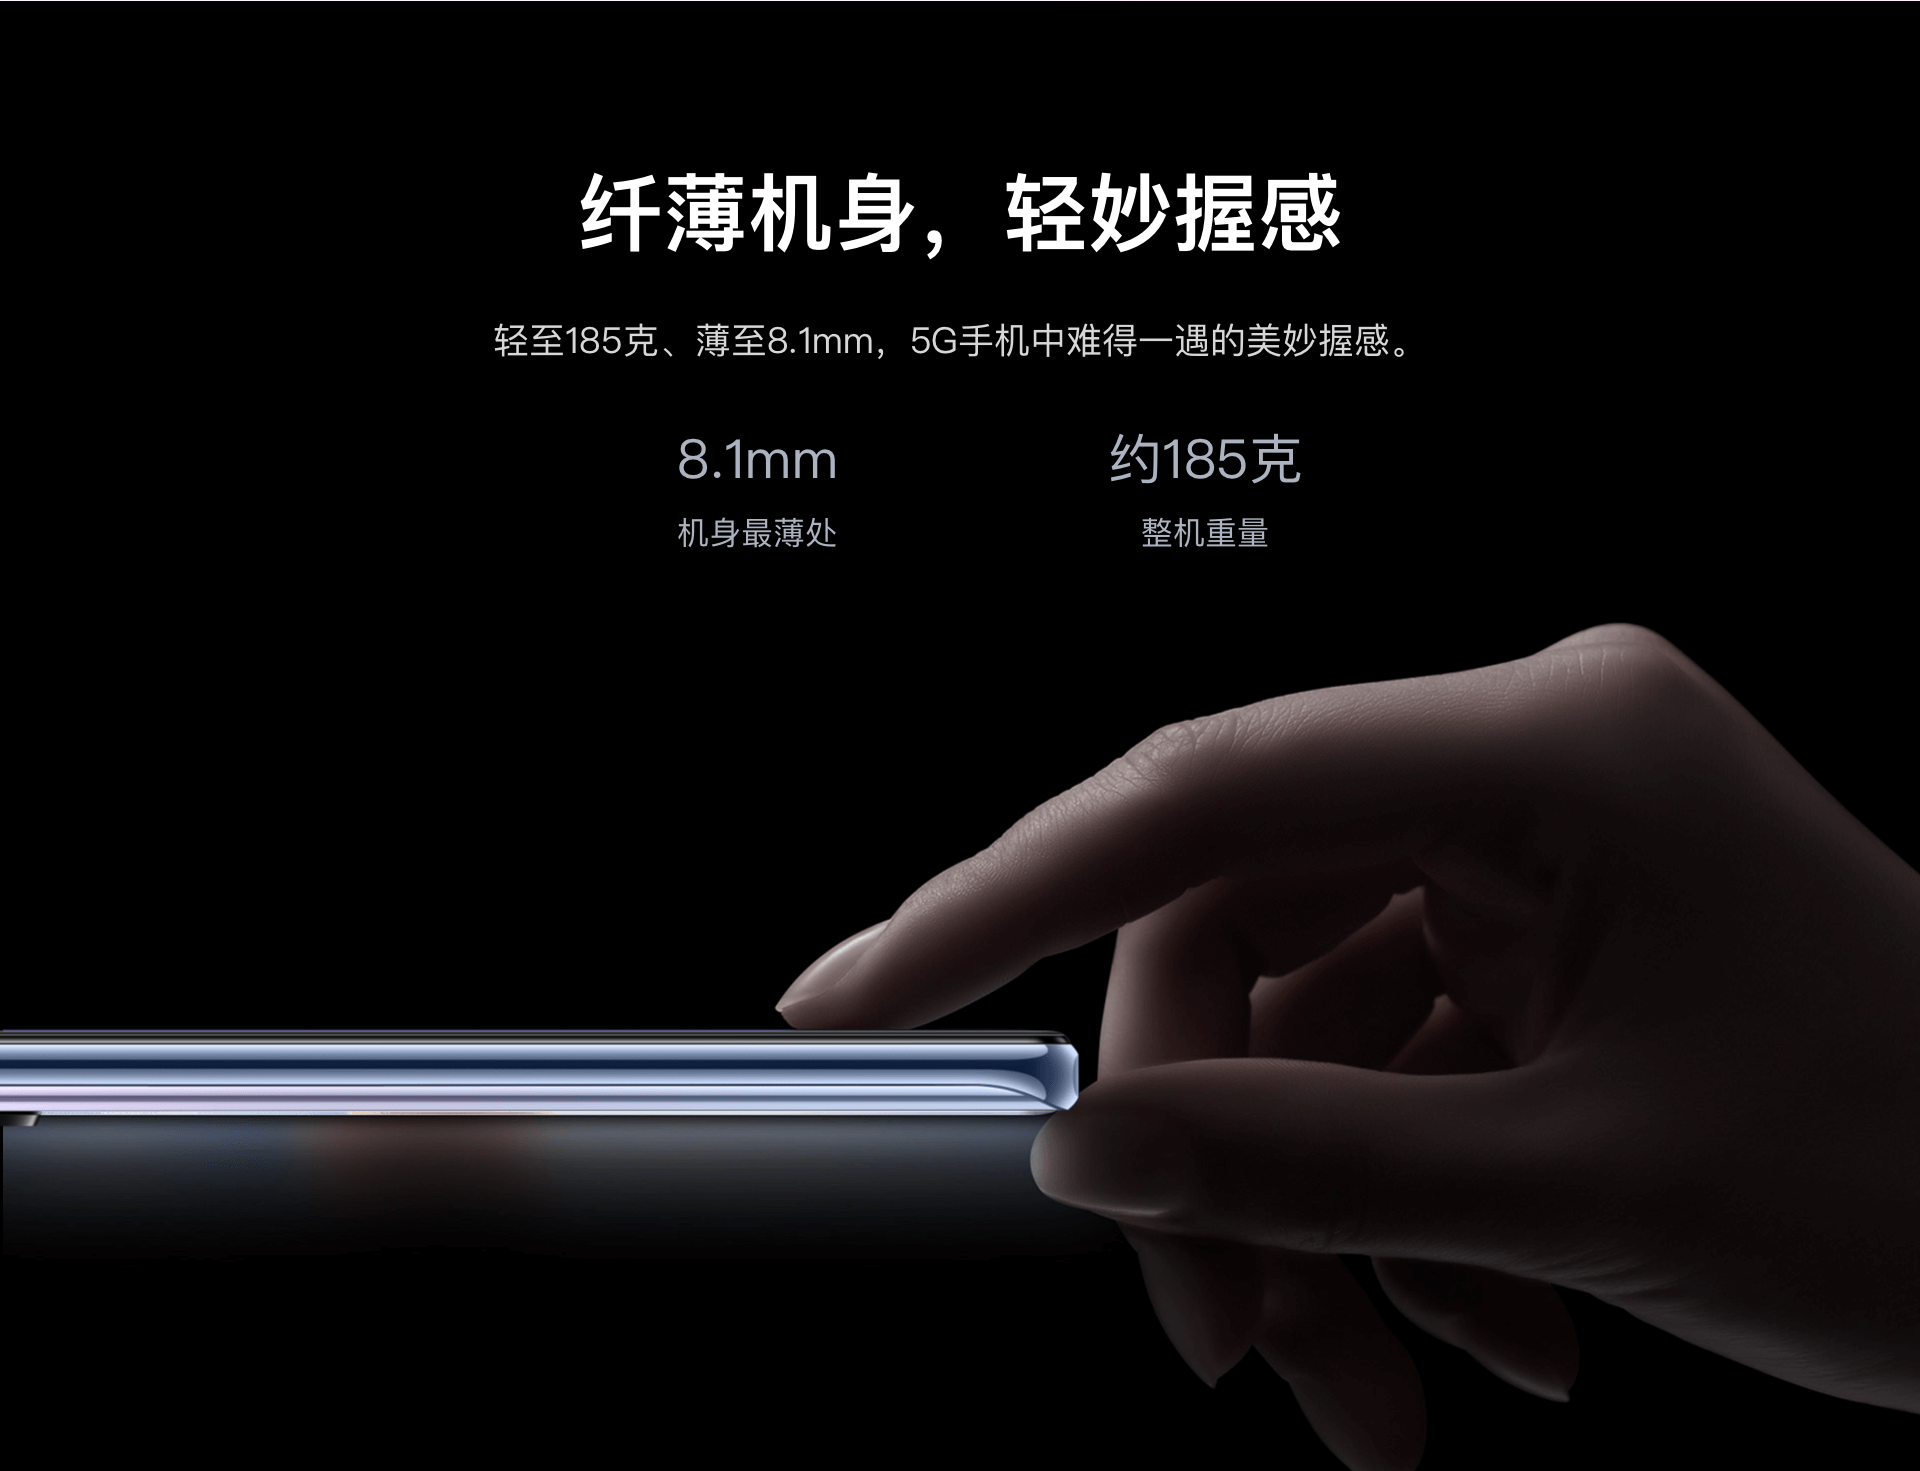 纤薄机身，轻妙握感
轻至185克、薄至8.1mm，5G手机中难得一遇的美妙握感。
8.1mm
约185克
机身最薄处
整机重量